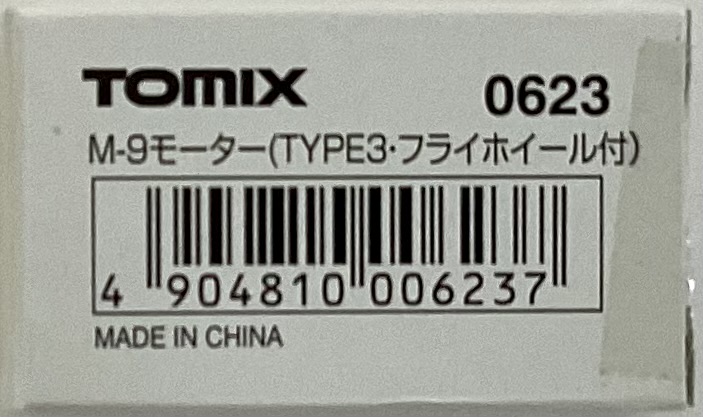 TOMIX 0623
M-9モーター(TYPE3・フライホイール付)
4 904810 006237
MADE IN CHINA